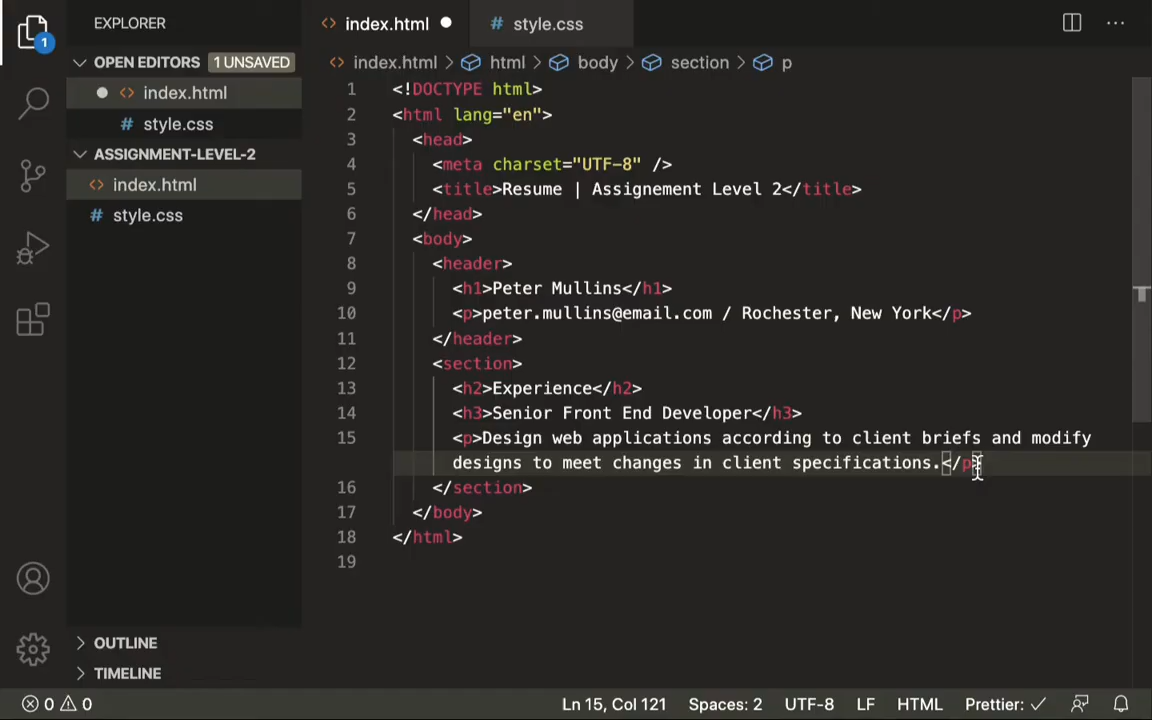 EXPLORER
index.html
style.css
1
OPEN EDITORS 1 UNSAVED
index.html > html > body > section > p
index.html
style.css
ASSIGNMENT-LEVEL-2
index.html
style.css
1 <!DOCTYPE html>
2 <html lang="en">
3 <head>
4 <meta charset="UTF-8" />
5 <title>Resume | Assignement Level 2</title>
6 </head>
7 <body>
8 <header>
9 <h1>Peter Mullins</h1>
10 <p>peter.mullins@email.com / Rochester, New York</p>
11 </header>
12 <section>
13 <h2>Experience</h2>
14 <h3>Senior Front End Developer</h3>
15 <p>Design web applications according to client briefs and modify
designs to meet changes in client specifications.</p>
16 </section>
17 </body>
18 </html>
19
OUTLINE
TIMELINE
0 0 Ln 15, Col 121 Spaces: 2 UTF-8 LF HTML Prettier: ✓